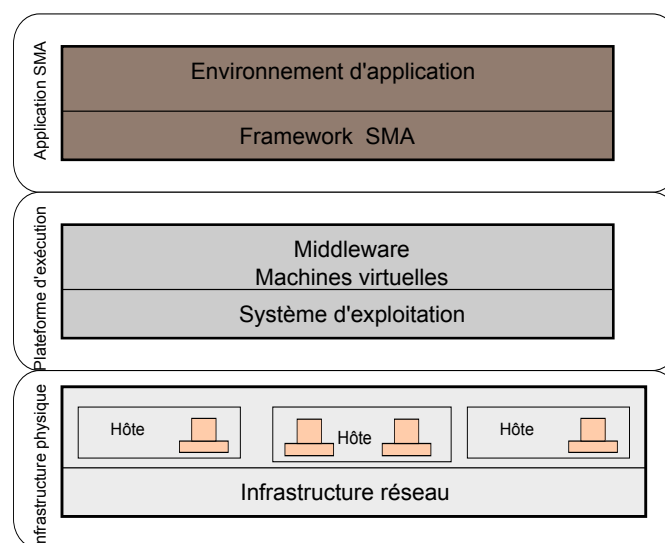 Application SMA
Environnement d'application
Framework SMA
Plateforme d'exécution
Middleware
Machines virtuelles
Système d'exploitation
Infrastructure physique
Hôte
Hôte
Hôte
Infrastructure réseau